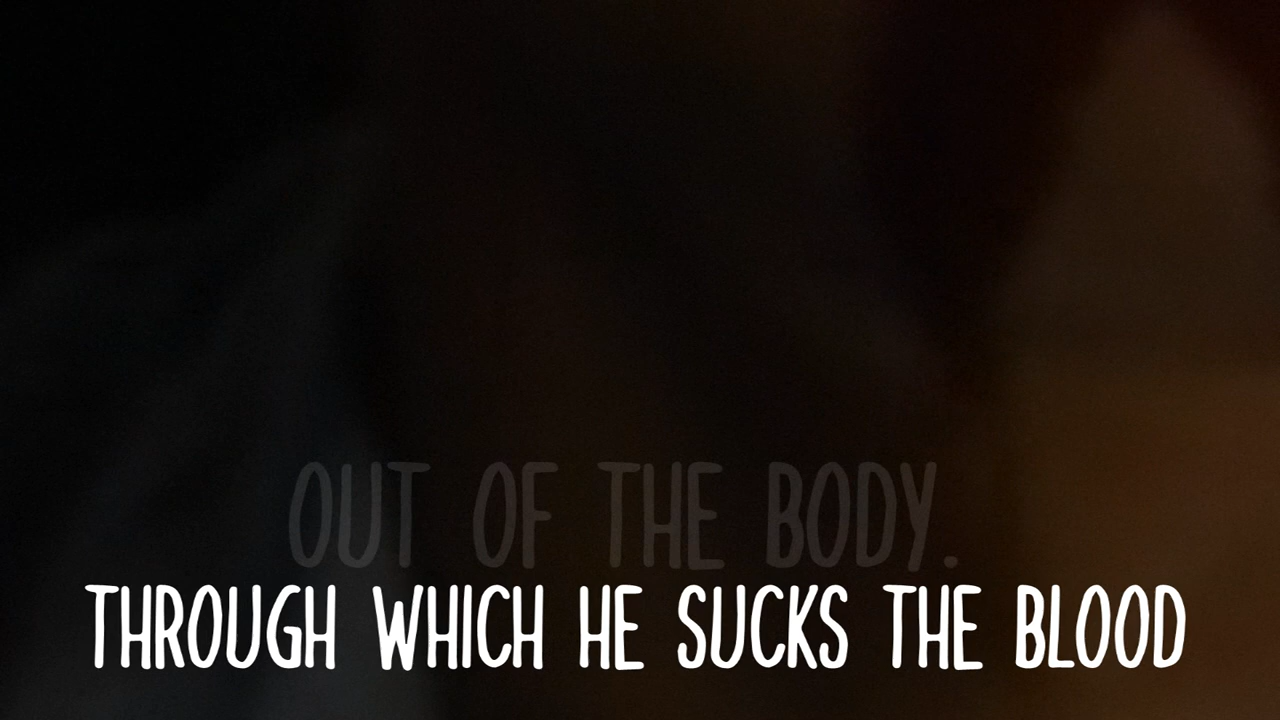 OUT OF THE BODY.
THROUGH WHICH HE SUCKS THE BLOOD